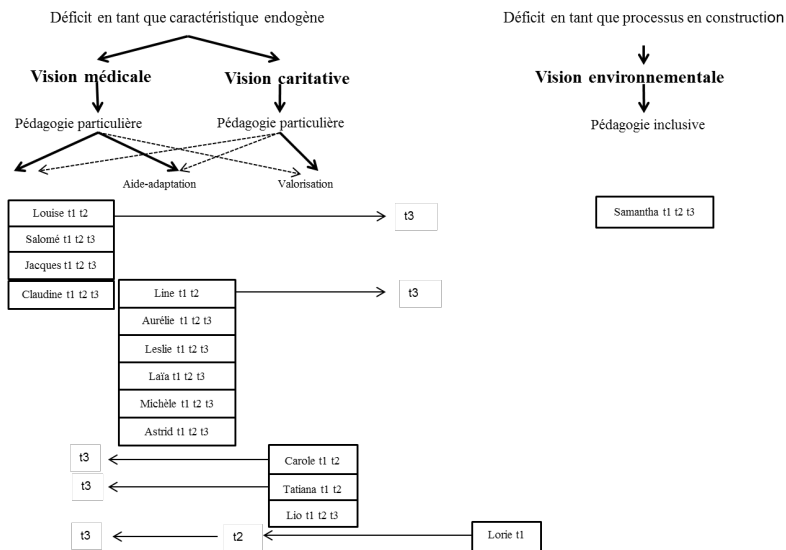 Déficit en tant que caractéristique endogène
Déficit en tant que processus en construction
Vision médicale
Vision caritative
Vision environnementale
Pédagogie particulière
Pédagogie particulière
Pédagogie inclusive
Aide-adaptation
Valorisation
Louise t1 t2
t3
Samantha t1 t2 t3
Salomé t1 t2 t3
Jacques t1 t2 t3
Claudine t1 t2 t3
Line t1 t2
t3
Aurélie t1 t2 t3
Leslie t1 t2 t3
Laïa t1 t2 t3
Michèle t1 t2 t3
Astrid t1 t2 t3
t3
Carole t1 t2
t3
Tatiana t1 t2
Lio t1 t2 t3
t3
t2
Lorie t1